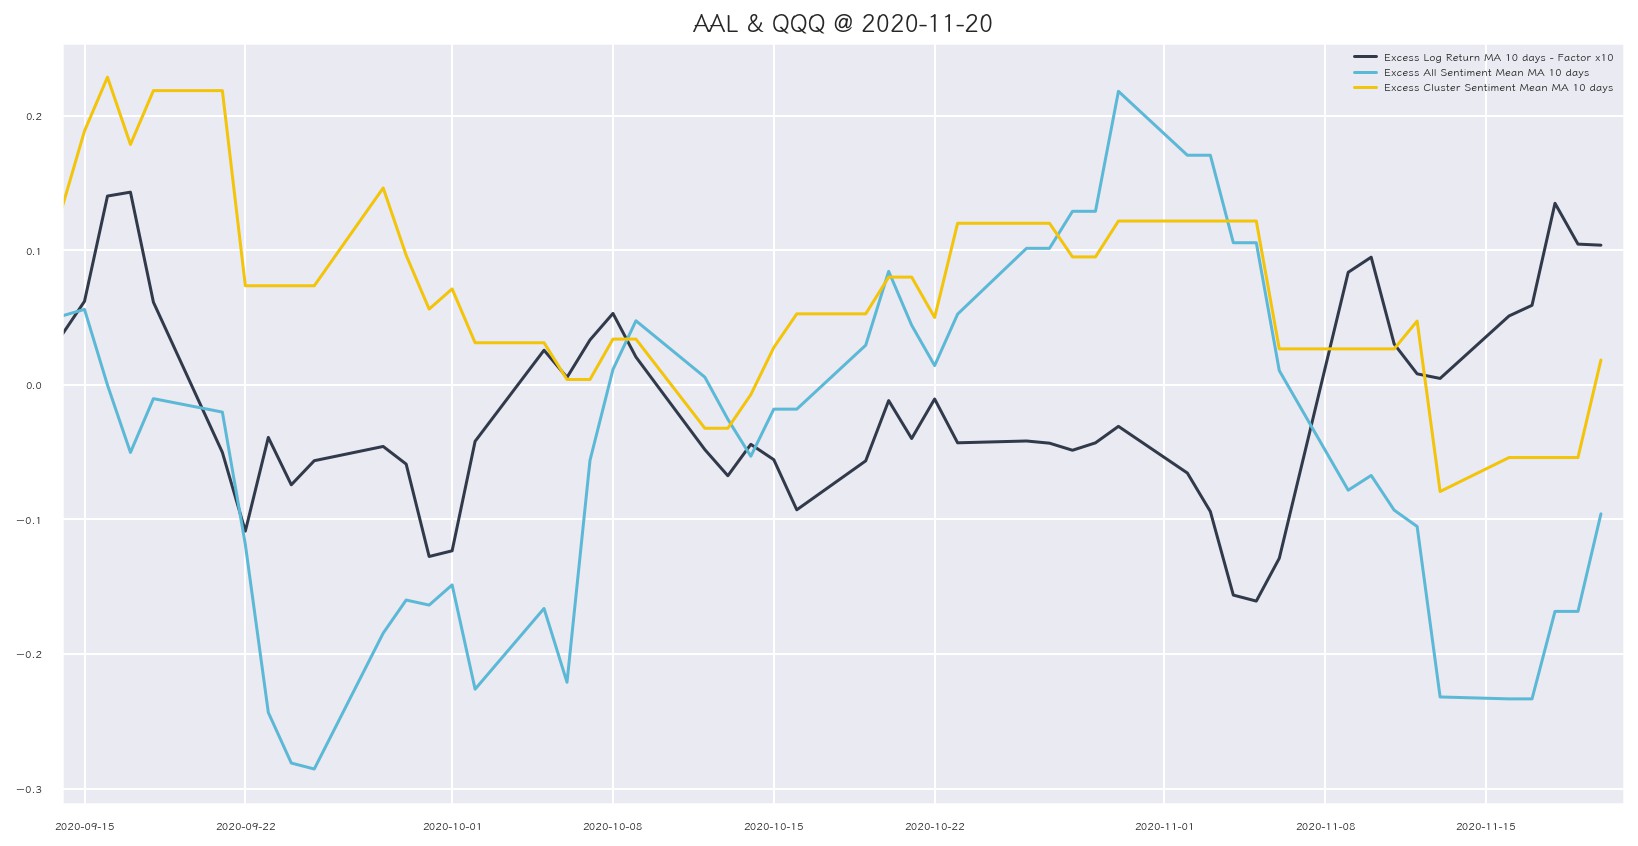 AAL & QQQ @ 2020-11-20
Excess Log Return MA 10 days - Factor x10
Excess All Sentiment Mean MA 10 days
Excess Cluster Sentiment Mean MA 10 days
0.2
0.1
0.0
−0.1
−0.2
−0.3
2020-09-15 2020-09-22 2020-10-01 2020-10-08 2020-10-15 2020-10-22 2020-11-01 2020-11-08 2020-11-15